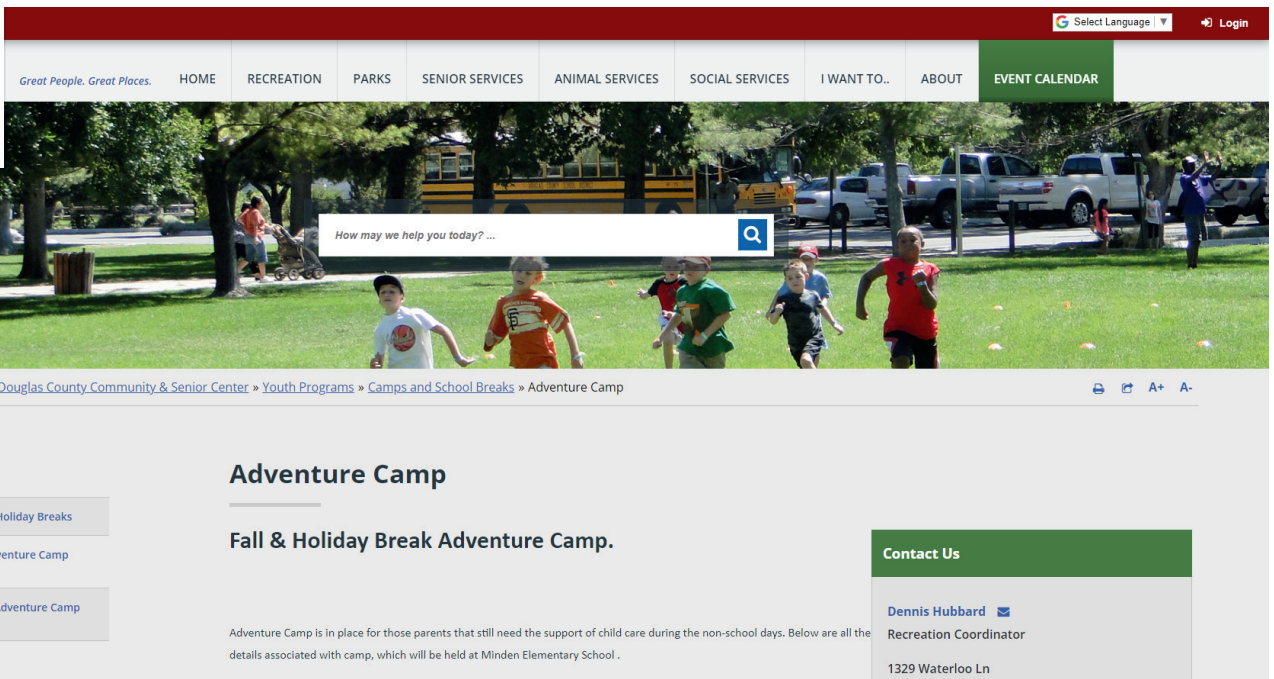 Select Language ▼
Login
Great People. Great Places.
HOME
RECREATION
PARKS
SENIOR SERVICES
ANIMAL SERVICES
SOCIAL SERVICES
I WANT TO..
ABOUT
EVENT CALENDAR
How may we help you today? ...
Douglas County Community & Senior Center » Youth Programs » Camps and School Breaks » Adventure Camp
A+ A-
Adventure Camp
Holiday Breaks
Camp
Adventure Camp
Fall & Holiday Break Adventure Camp.
Adventure Camp is in place for those parents that still need the support of child care during the non-school days. Below are all the
details associated with camp, which will be held at Minden Elementary School .
Contact Us
Dennis Hubbard
Recreation Coordinator
1329 Waterloo Ln